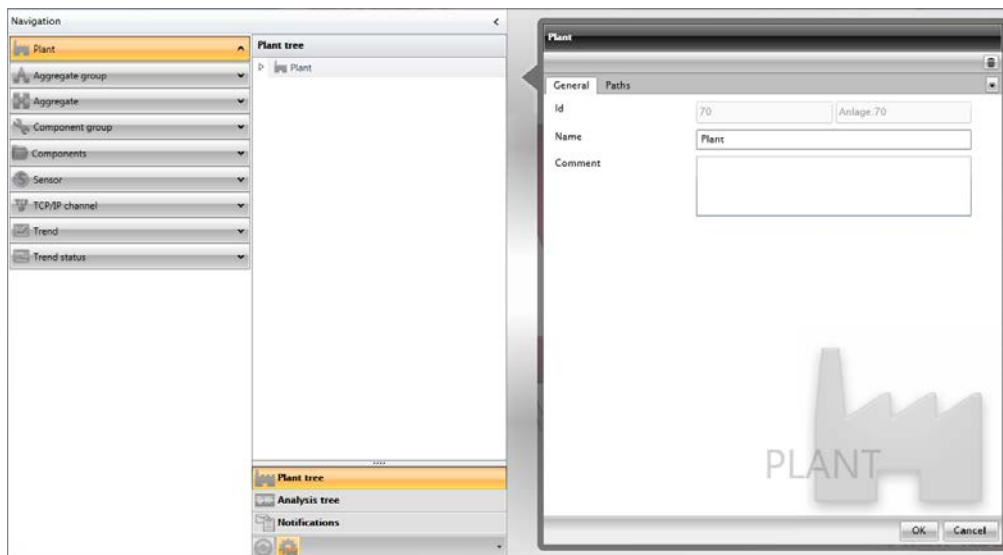 Navigation
Plant
Aggregate group
Aggregate
Component group
Components
Sensor
TCP/IP channel
Trend
Trend status
Plant tree
Plant
Plant tree
Analysis tree
Notifications
Plant
General Paths
Id 70 Anlage:70
Name Plant
Comment
PLANT
OK Cancel